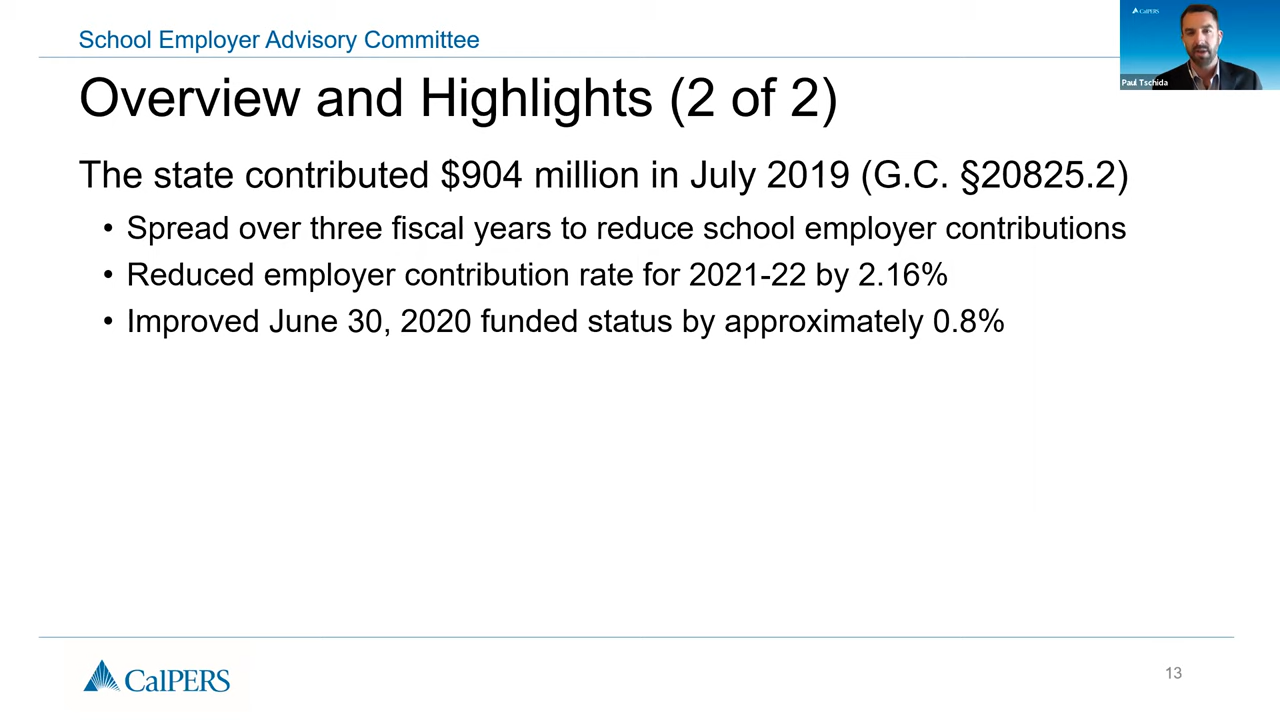 School Employer Advisory Committee
CalPERS
Paul Tschida
Overview and Highlights (2 of 2)
The state contributed $904 million in July 2019 (G.C. §20825.2)
• Spread over three fiscal years to reduce school employer contributions
• Reduced employer contribution rate for 2021-22 by 2.16%
• Improved June 30, 2020 funded status by approximately 0.8%
CalPERS
13